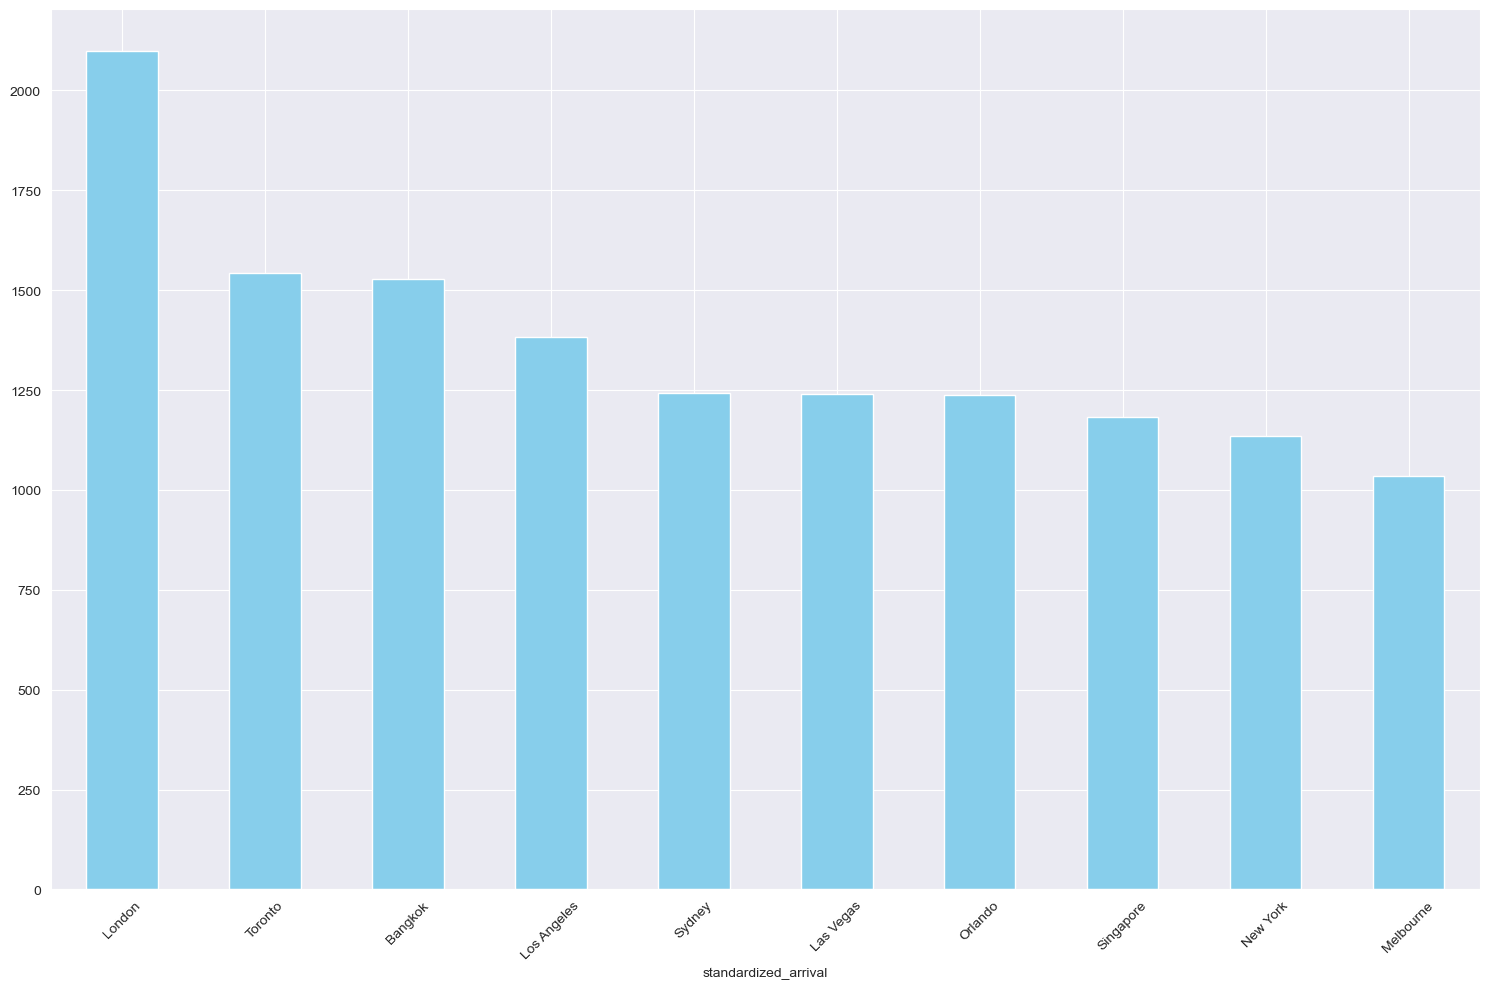 2000
1750
1500
1250
1000
750
500
250
0
London
Toronto
Bangkok
Los Angeles
Sydney
Las Vegas
Orlando
Singapore
New York
Melbourne
standardized_arrival